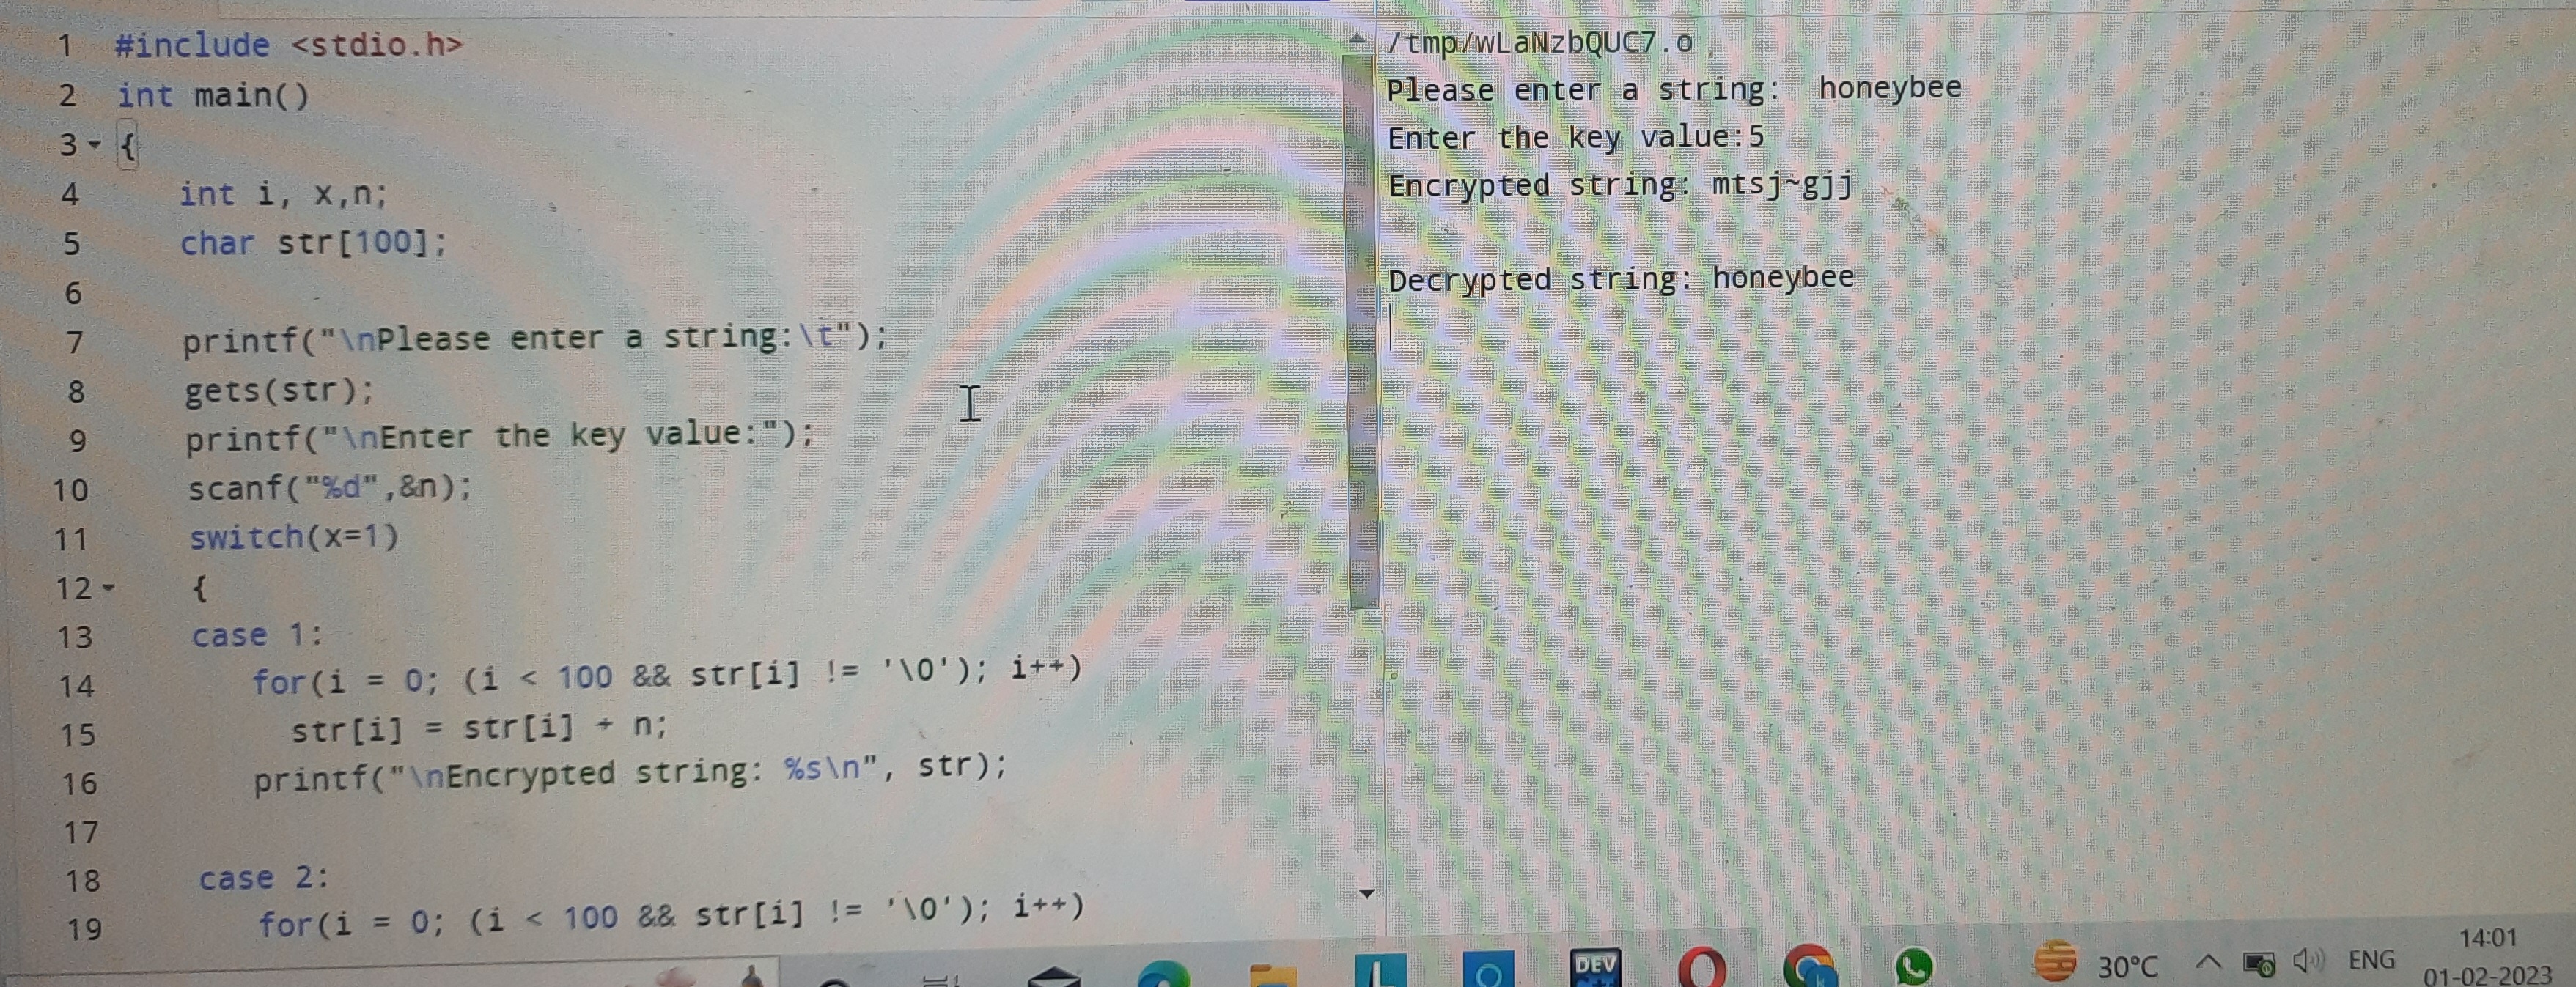 1 #include <stdio.h>
2 int main()
3 {
4 int i, x,n;
5 char str[100];
6
7 printf("\nPlease enter a string:\t");
8 gets(str);
9 printf("\nEnter the key value:");
10 scanf("%d",&n);
11 switch(x=1)
12 {
13 case 1:
14 for(i = 0; (i < 100 && str[i] != '\0'); i++)
15 str[i] = str[i] + n;
16 printf("\nEncrypted string: %s\n", str);
17
18 case 2:
19 for(i = 0; (i < 100 && str[i] != '\0'); i++)
/tmp/wLaNzbQUC7.o
Please enter a string: honeybee
Enter the key value:5
Encrypted string: mtsj~gjj
Decrypted string: honeybee
DEV
30°C
ENG
14:01
01-02-2023